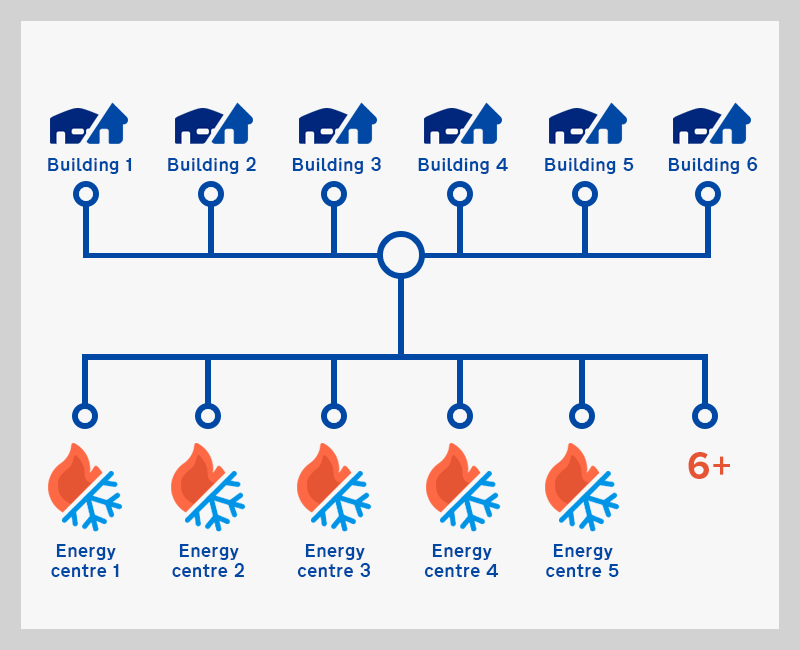 Building 1
Building 2
Building 3
Building 4
Building 5
Building 6
6+
Energy
centre 1
Energy
centre 2
Energy
centre 3
Energy
centre 4
Energy
centre 5